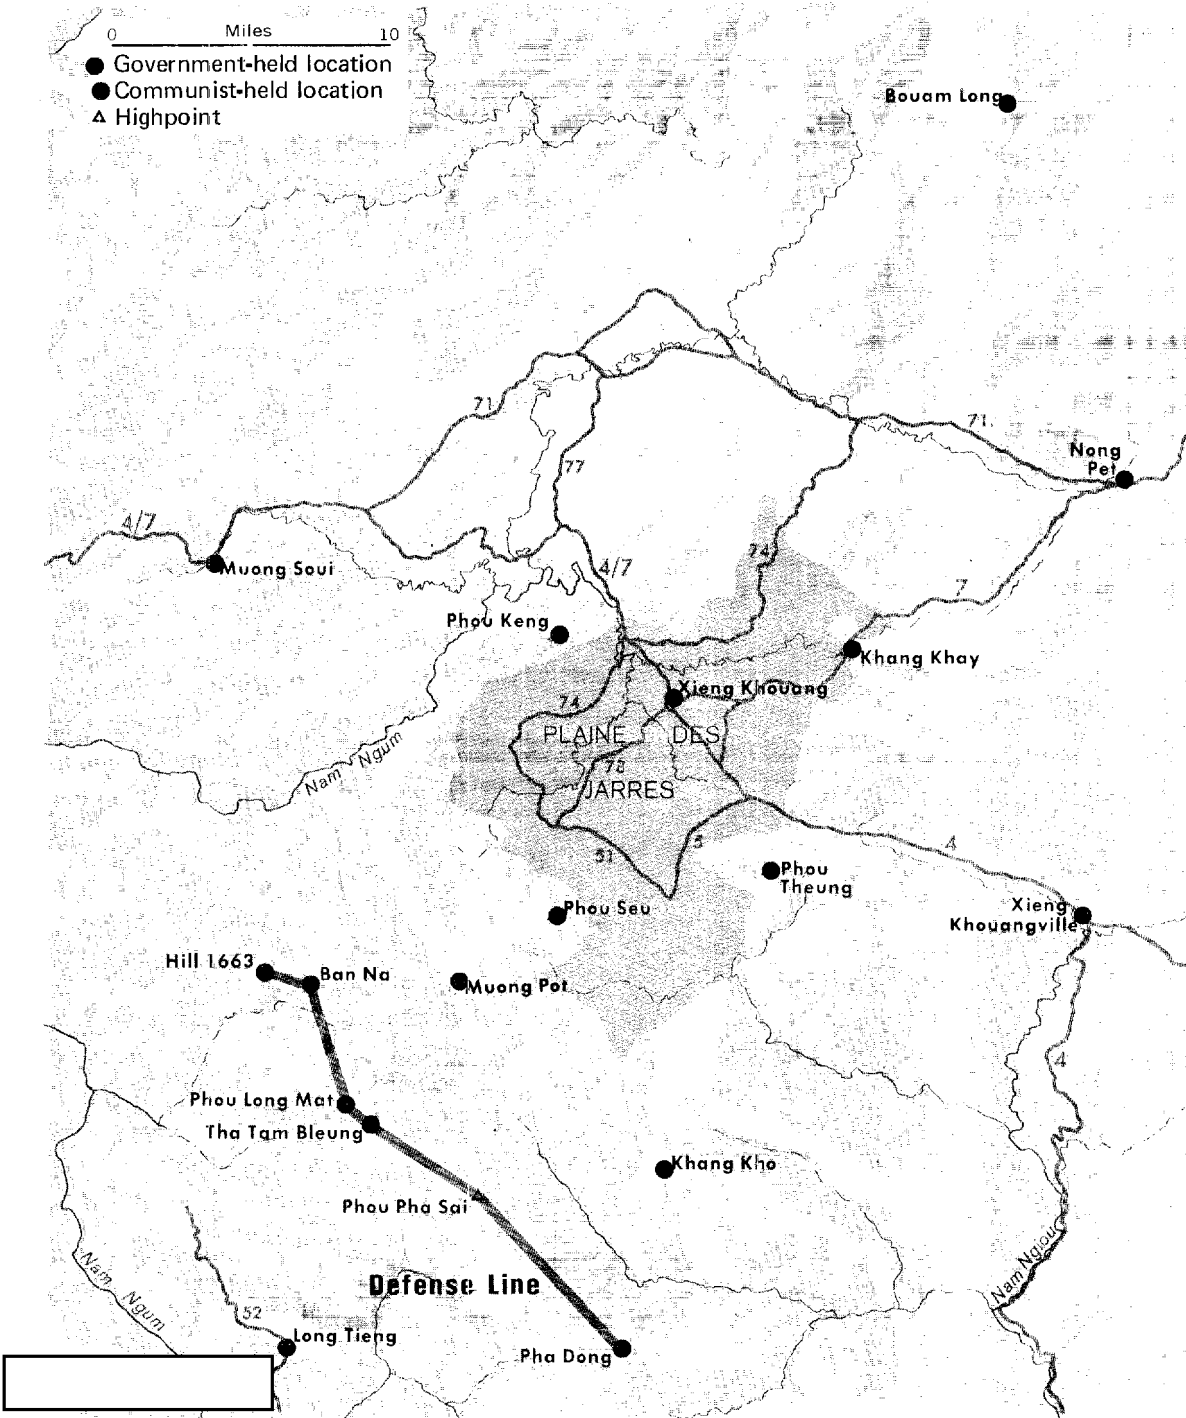 0 Miles 10
Government-held location
Communist-held location
Highpoint
Bouam Long
71
71
Nong
Pet
77
4/7
Muong Soui
74
4/7
7
Phou Keng
Khang Khay
Xieng Khouang
74
PLAINE DES
Nam Ngum
JARRES
4
51
5
Phou
Theung
Xieng
Khouangville
Phou Seu
Hill 1663
Ban Na
Muong Pot
4
Phou Long Mat
Tha Tam Bleung
Khang Kho
Phou Pha Sai
Nam Ngiou
Nam Ngum
Defense Line
52
Long Tieng
Pha Dong